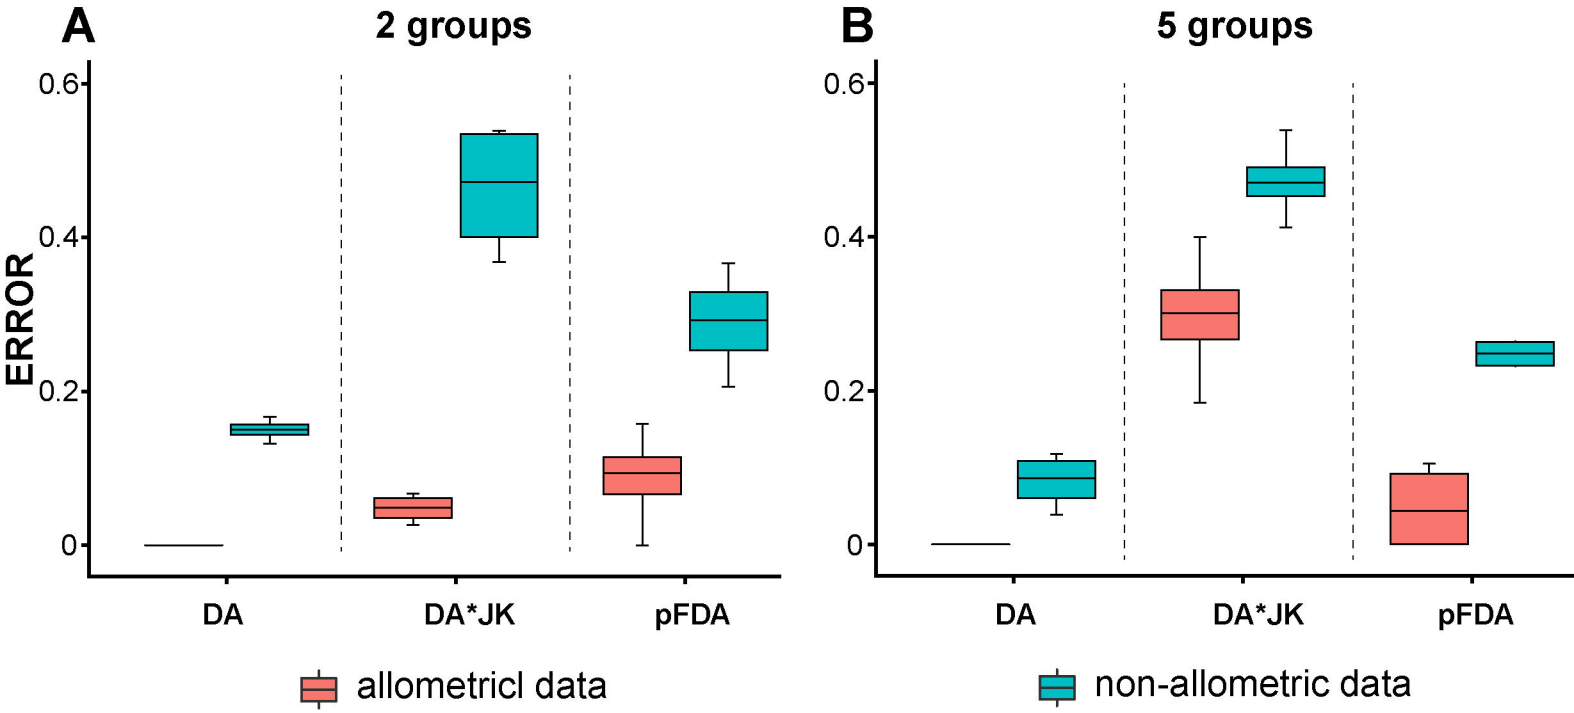 A 2 groups
B 5 groups
ERROR
0.6
0.4
0.2
0
DA DA*JK pFDA
0.6
0.4
0.2
0
DA DA*JK pFDA
allometricl data
non-allometric data